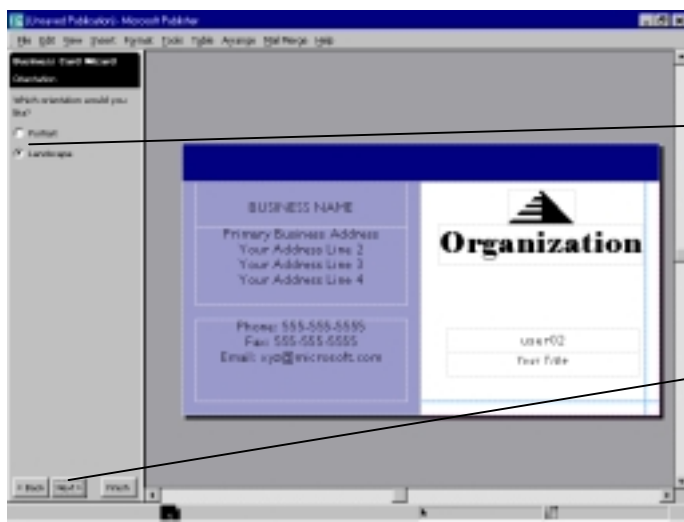 (Unsaved Publication) - Microsoft Publisher
File Edit View Insert Format Tools Table Arrange Mail Merge Help
Business Card Wizard
Orientation
Which orientation would you
like?
Portrait
Landscape
BUSINESS NAME
Primary Business Address
Your Address Line 2
Your Address Line 3
Your Address Line 4
Phone: 555-555-5555
Fax: 555-555-5555
Email: xyz@microsoft.com
Organization
user02
Your Title
< Back Next > Finish